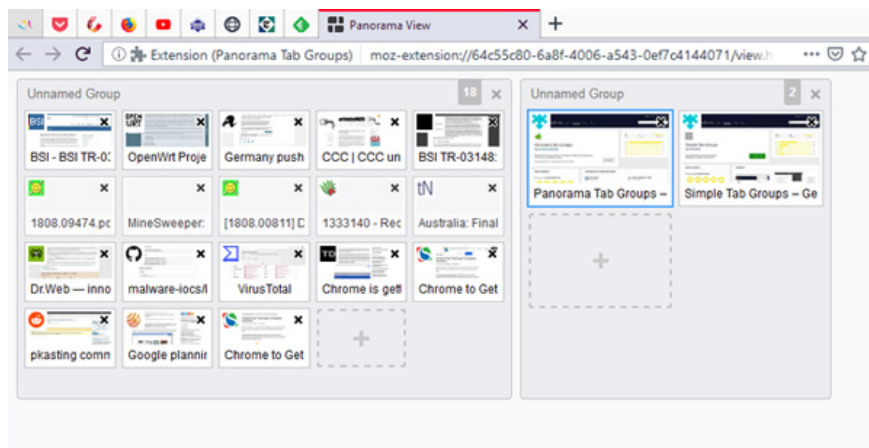 Panorama View
Extension (Panorama Tab Groups) moz-extension://64c55c80-6a8f-4006-a543-0ef7c4144071/view.h
Unnamed Group 18
BSI - BSI TR-03
OpenWrt Proje
Germany push
CCC | CCC un
BSI TR-03148:
1808.09474.pc
MineSweeper:
[1808.00811] D
1333140 - Rec
Australia: Final
Dr.Web — inno
malware-iocs/
VirusTotal
Chrome is gett
Chrome to Get
pkasting comm
Google plannin
Chrome to Get
Unnamed Group 2
Panorama Tab Groups –
Simple Tab Groups – Ge